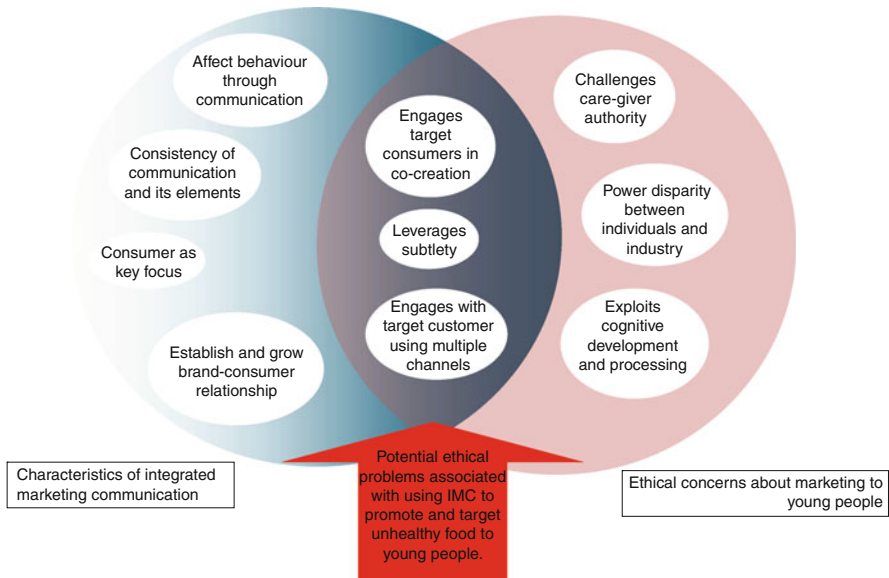 Affect behaviour
through
communication
Consistency of
communication
and its elements
Consumer as
key focus
Establish and grow
brand-consumer
relationship
Engages
target
consumers in
co-creation
Leverages
subtlety
Engages with
target customer
using multiple
channels
Challenges
care-giver
authority
Power disparity
between
individuals and
industry
Exploits
cognitive
development
and processing
Characteristics of integrated
marketing communication
Potential ethical
problems associated
with using IMC to
promote and target
unhealthy food to
young people.
Ethical concerns about marketing to
young people